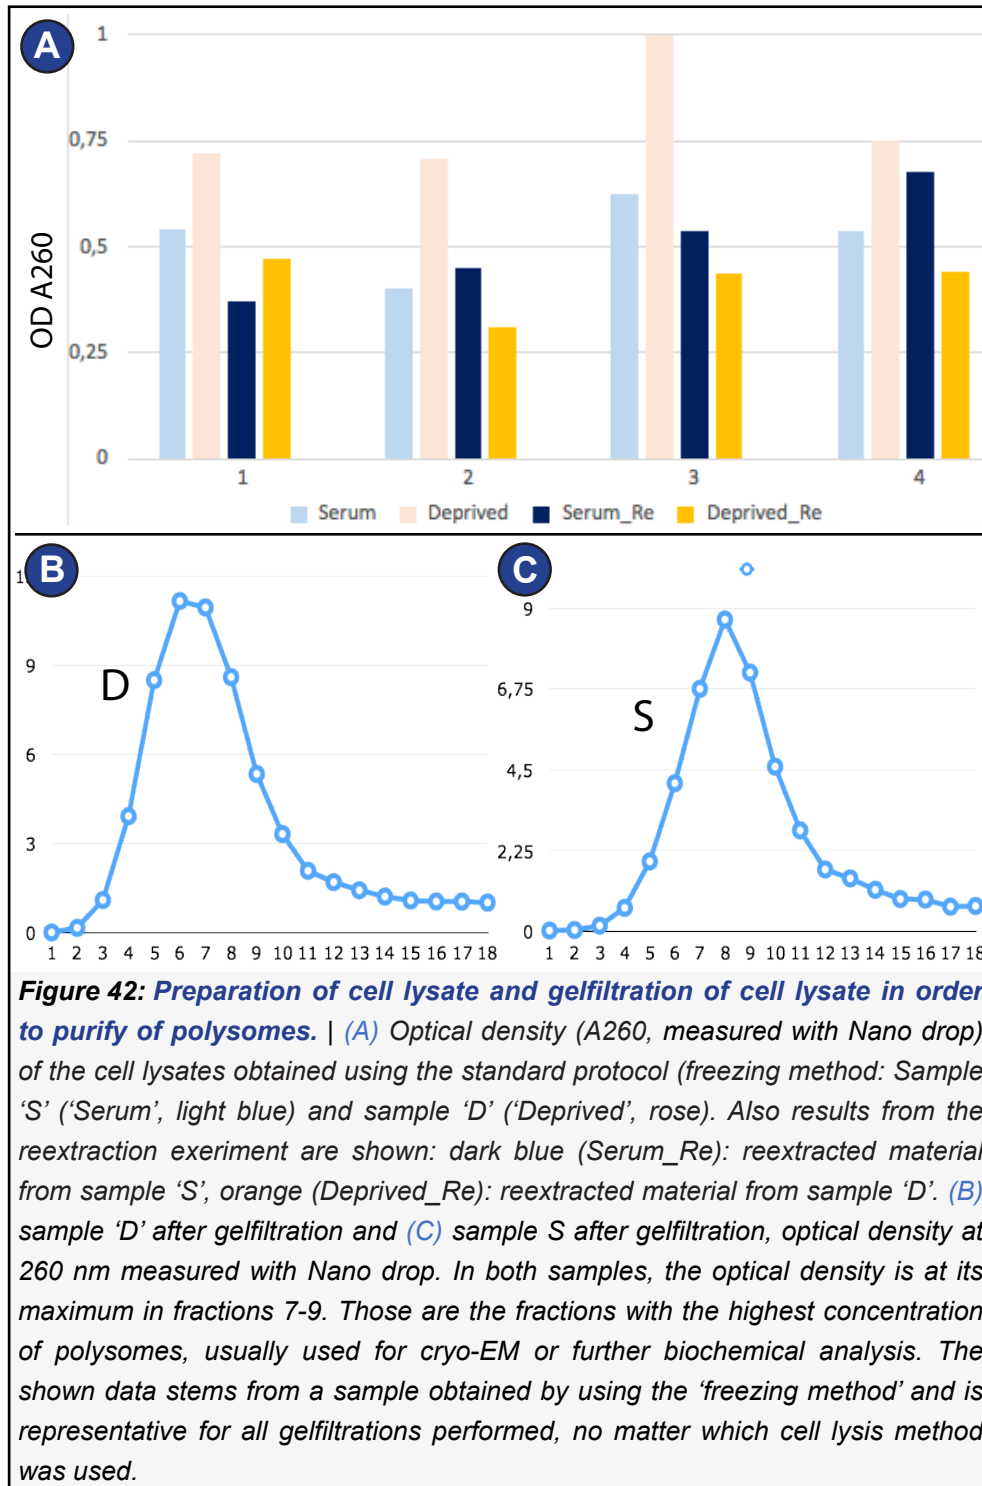 A
1
0,75
0,5
0,25
0
OD A260
1 2 3 4
Serum Deprived Serum_Re Deprived_Re
B
9
6
3
0
D
1 2 3 4 5 6 7 8 9 10 11 12 13 14 15 16 17 18
C
9
6,75
4,5
2,25
0
S
1 2 3 4 5 6 7 8 9 10 11 12 13 14 15 16 17 18
Figure 42: Preparation of cell lysate and gelfiltration of cell lysate in order
to purify of polysomes. | (A) Optical density (A260, measured with Nano drop)
of the cell lysates obtained using the standard protocol (freezing method: Sample
‘S’ (‘Serum’, light blue) and sample ‘D’ (‘Deprived’, rose). Also results from the
reextraction exeriment are shown: dark blue (Serum_Re): reextracted material
from sample ‘S’, orange (Deprived_Re): reextracted material from sample ‘D’. (B)
sample ‘D’ after gelfiltration and (C) sample S after gelfiltration, optical density at
260 nm measured with Nano drop. In both samples, the optical density is at its
maximum in fractions 7-9. Those are the fractions with the highest concentration
of polysomes, usually used for cryo-EM or further biochemical analysis. The
shown data stems from a sample obtained by using the ‘freezing method’ and is
representative for all gelfiltrations performed, no matter which cell lysis method
was used.